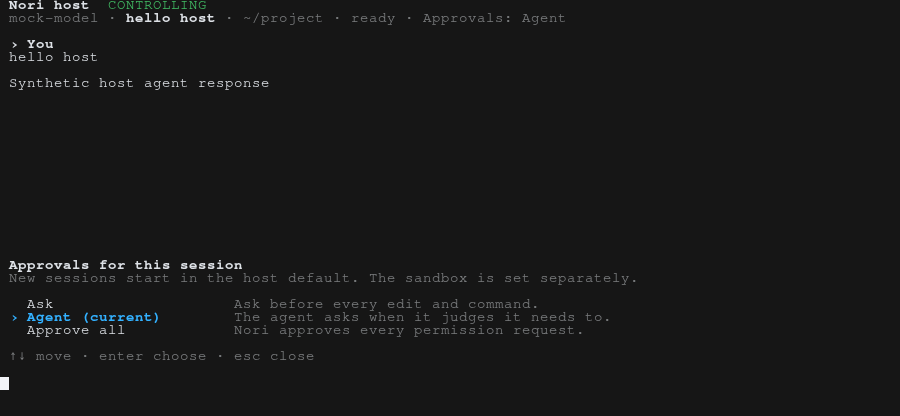 Nori host  CONTROLLING
mock-model · hello host · ~/project · ready · Approvals: Agent
› You
hello host
Synthetic host agent response
Approvals for this session
New sessions start in the host default. The sandbox is set separately.
Ask  Ask before every edit and command.
› Agent (current)  The agent asks when it judges it needs to.
Approve all  Nori approves every permission request.
↑↓ move · enter choose · esc close